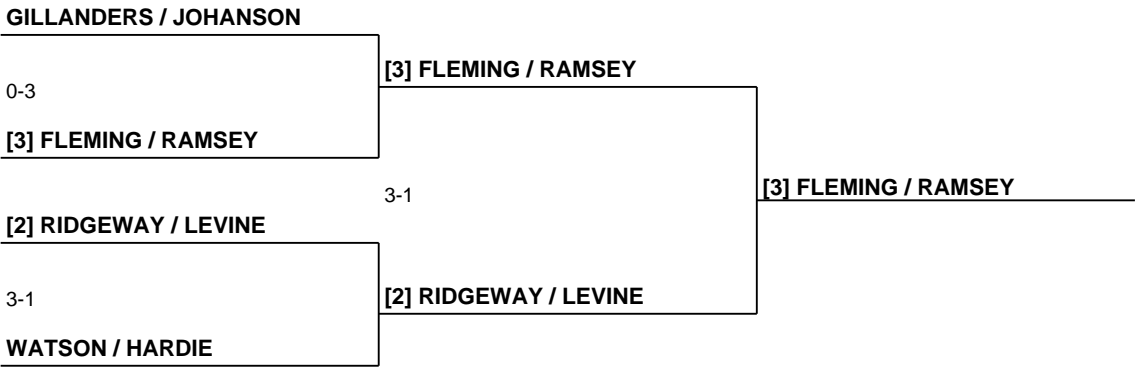 GILLANDERS / JOHANSON
[3] FLEMING / RAMSEY
0-3
[3] FLEMING / RAMSEY
3-1
[3] FLEMING / RAMSEY
[2] RIDGEWAY / LEVINE
3-1
[2] RIDGEWAY / LEVINE
WATSON / HARDIE